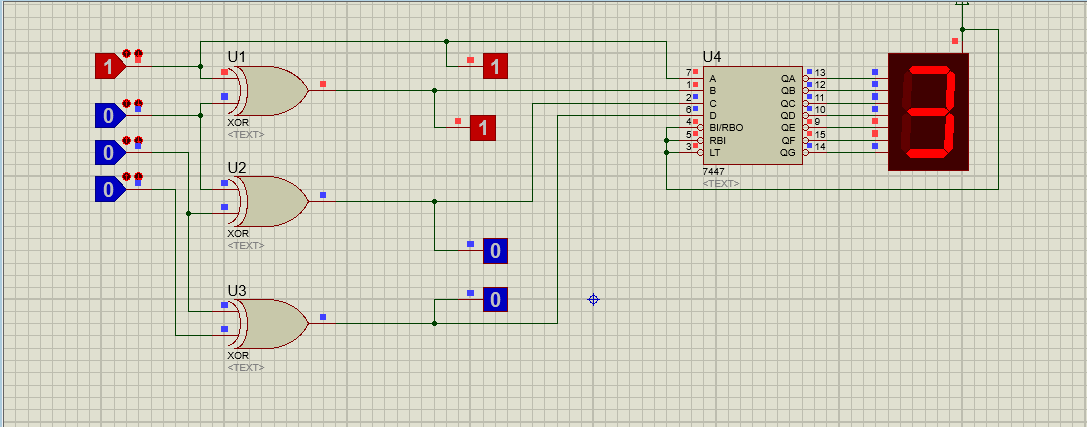 1
0
0
0
U1
XOR
<TEXT>
U2
XOR
<TEXT>
U3
XOR
<TEXT>
1
1
0
0
U4
7 A QA 13
1 B QB 12
2 C QC 11
6 D QD 10
4 BI/RBO QE 9
5 RBI QF 15
3 LT QG 14
7447
<TEXT>
3